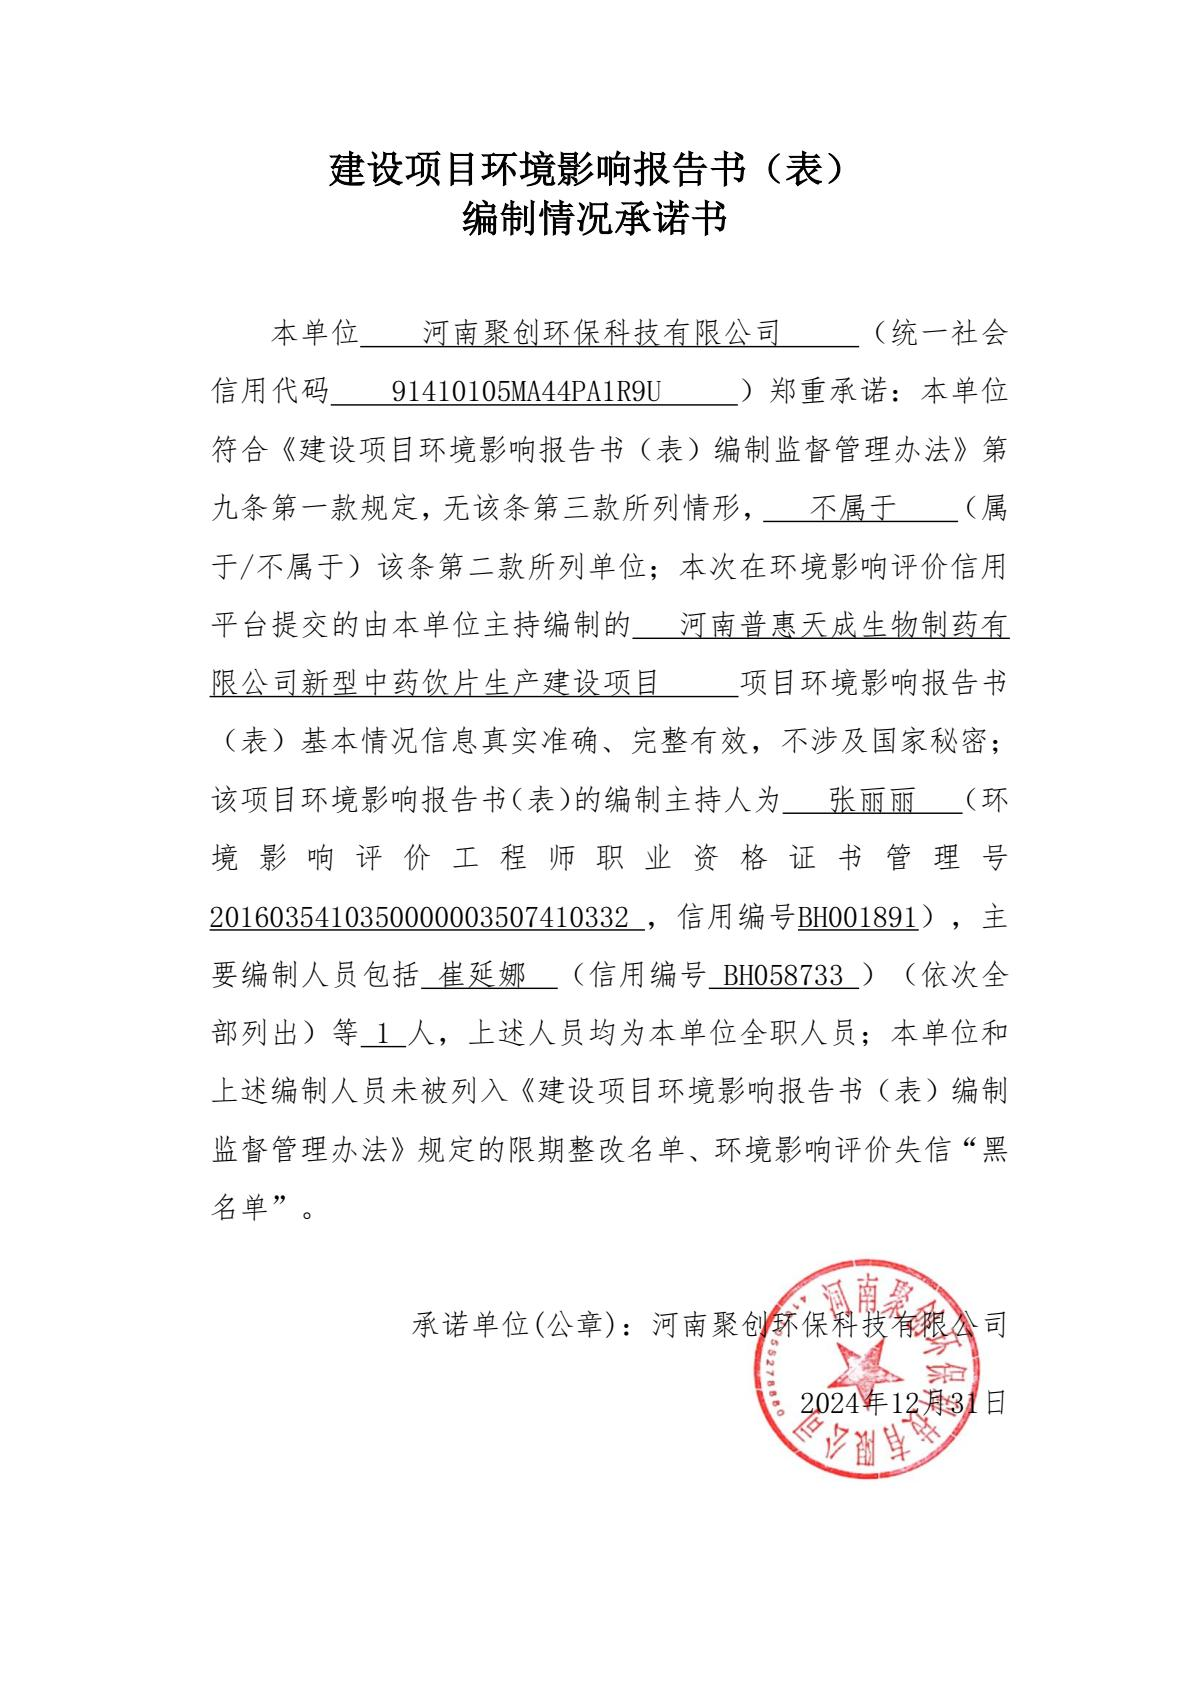 建设项目环境影响报告书（表）
编制情况承诺书
本单位 河南聚创环保科技有限公司 （统一社会
信用代码 91410105MA44PA1R9U ）郑重承诺：本单位
符合《建设项目环境影响报告书（表）编制监督管理办法》第
九条第一款规定，无该条第三款所列情形， 不属于 （属
于/不属于）该条第二款所列单位；本次在环境影响评价信用
平台提交的由本单位主持编制的 河南普惠天成生物制药有
限公司新型中药饮片生产建设项目 项目环境影响报告书
（表）基本情况信息真实准确、完整有效，不涉及国家秘密；
该项目环境影响报告书（表）的编制主持人为 张丽丽 （环
境影响评价工程师职业资格证书管理号
2016035410350000003507410332 ，信用编号BH001891），主
要编制人员包括 崔延娜 （信用编号 BH058733 ）（依次全
部列出）等 1 人，上述人员均为本单位全职人员；本单位和
上述编制人员未被列入《建设项目环境影响报告书（表）编制
监督管理办法》规定的限期整改名单、环境影响评价失信“黑
名单”。
承诺单位(公章)：河南聚创环保科技有限公司
2024年12月31日
河南聚创环保科技有限公司